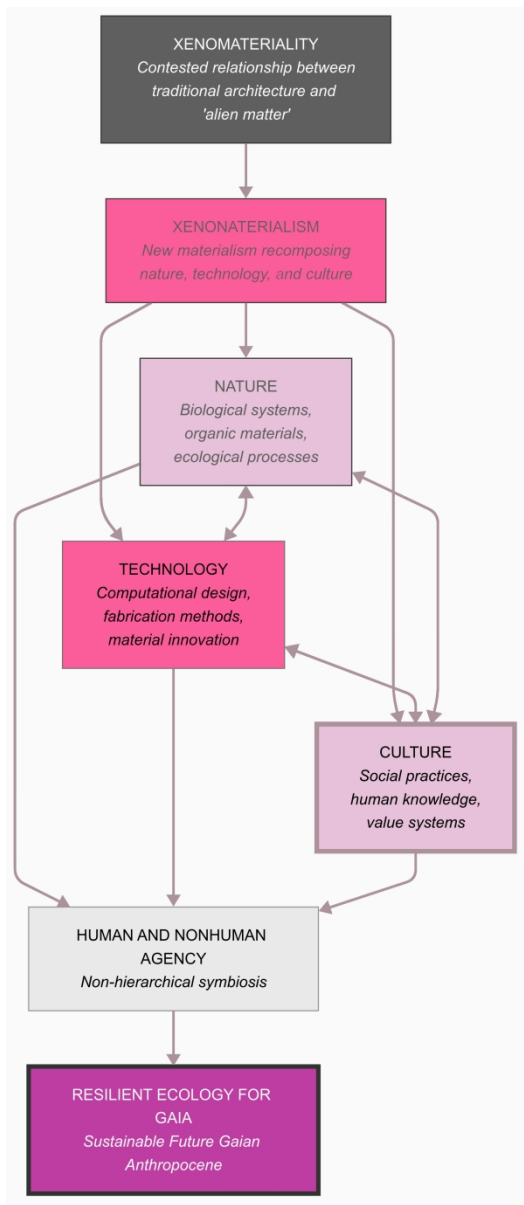 XENOMATERIALITY
Contested relationship between
traditional architecture and
'alien matter'
XENONATERIALISM
New materialism recomposing
nature, technology, and culture
NATURE
Biological systems,
organic materials,
ecological processes
TECHNOLOGY
Computational design,
fabrication methods,
material innovation
CULTURE
Social practices,
human knowledge,
value systems
HUMAN AND NONHUMAN
AGENCY
Non-hierarchical symbiosis
RESILIENT ECOLOGY FOR
GAIA
Sustainable Future Gaian
Anthropocene